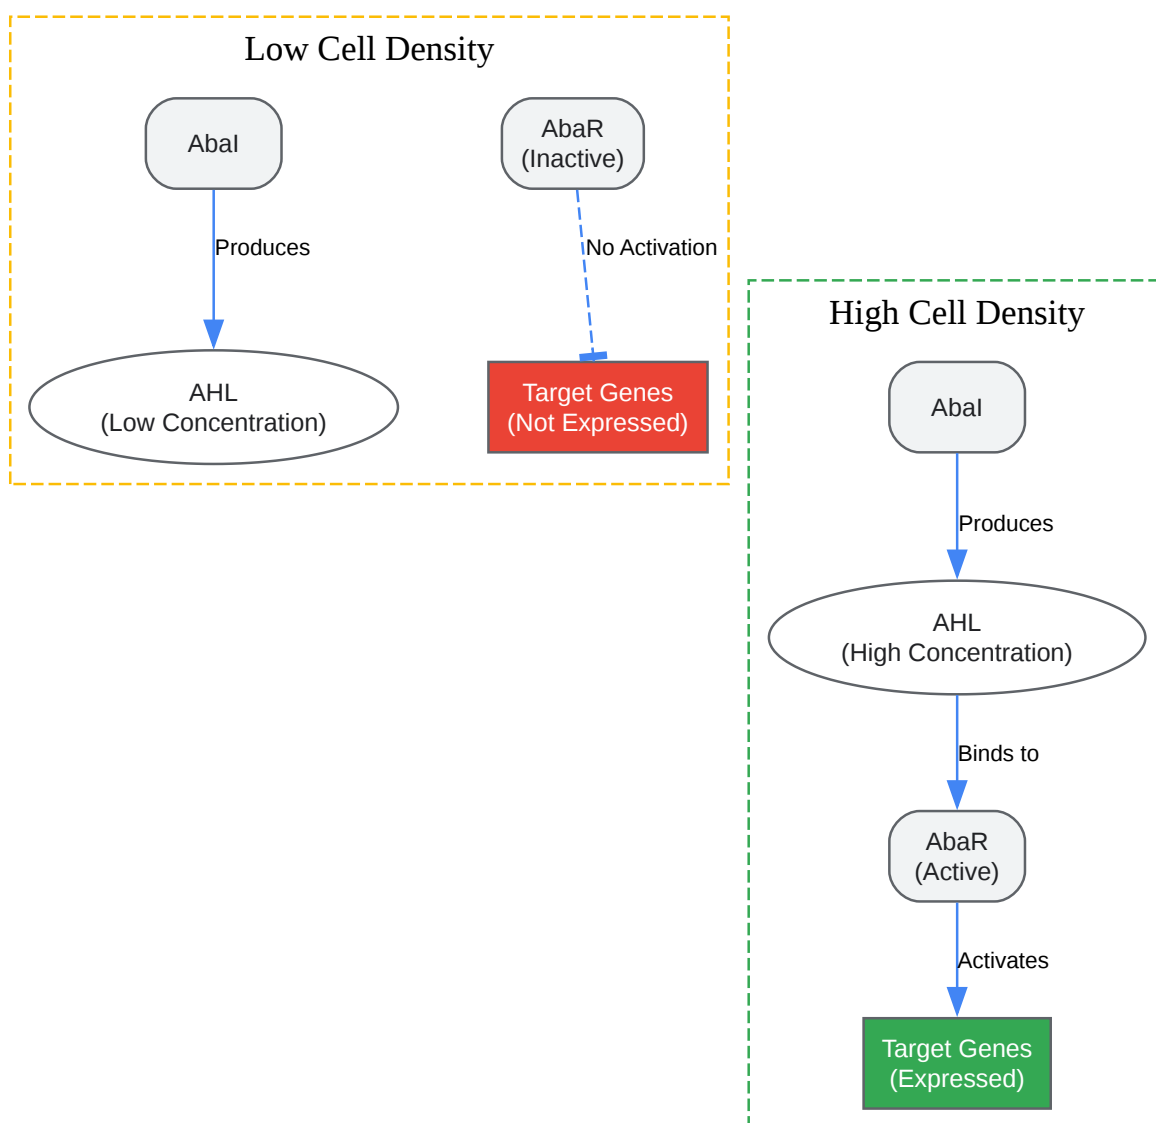 Low Cell Density
AbaI
AbaR
(Inactive)
Produces
No Activation
AHL
(Low Concentration)
Target Genes
(Not Expressed)
High Cell Density
AbaI
Produces
AHL
(High Concentration)
Binds to
AbaR
(Active)
Activates
Target Genes
(Expressed)